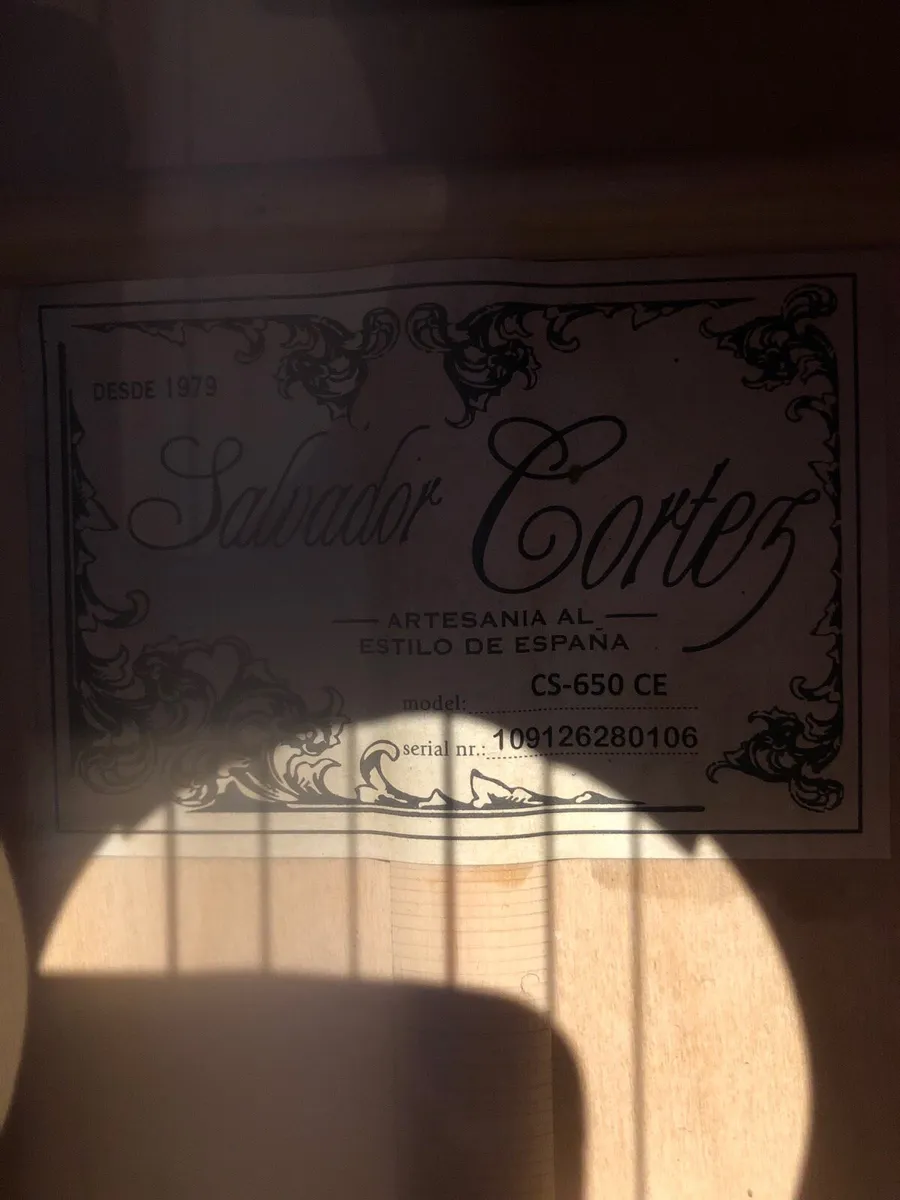 DESDE 1979
Salvador Cortez
ARTESANIA AL
ESTILO DE ESPAÑA
model: CS-650 CE
serial nr.: 109126280106